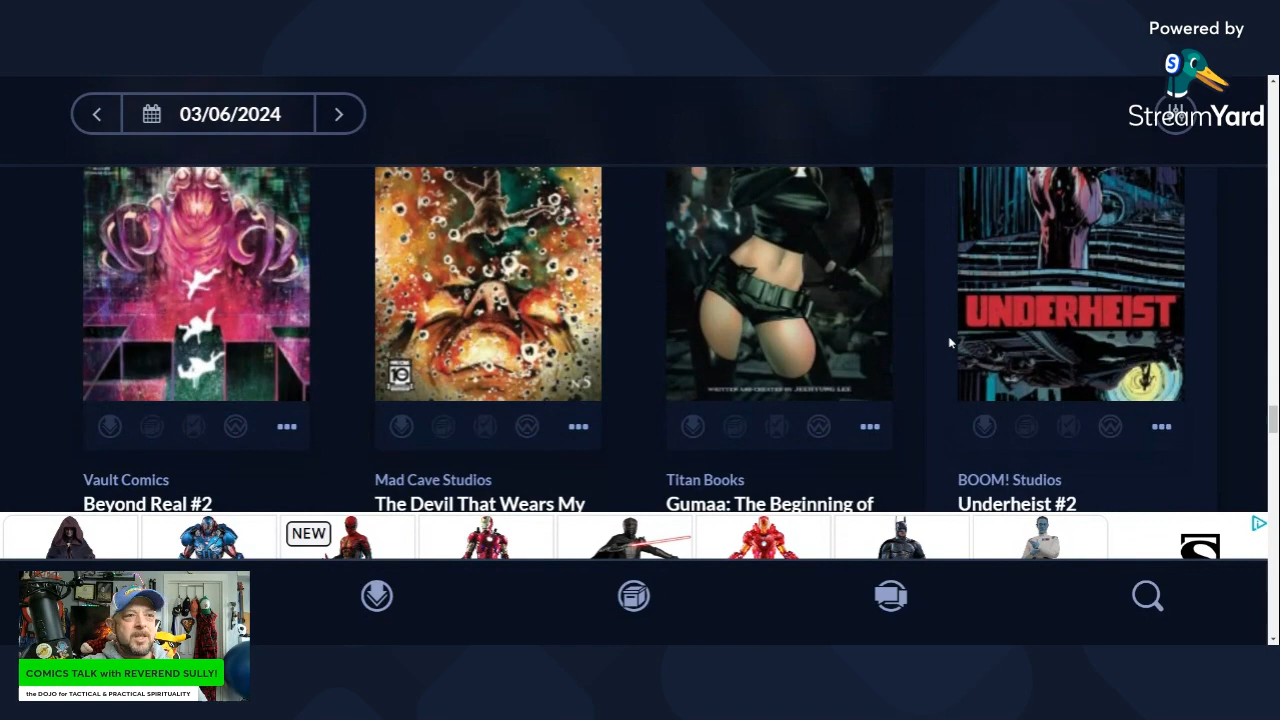 Powered by
StreamYard
03/06/2024
N5
10
WRITTEN AND CREATED BY JEEHYUNG LEE
UNDERHEIST
Vault Comics
Beyond Real #2
Mad Cave Studios
The Devil That Wears My
Titan Books
Gumaa: The Beginning of
BOOM! Studios
Underheist #2
NEW
S
COMICS TALK with REVEREND SULLY!
the DOJO for TACTICAL & PRACTICAL SPIRITUALITY